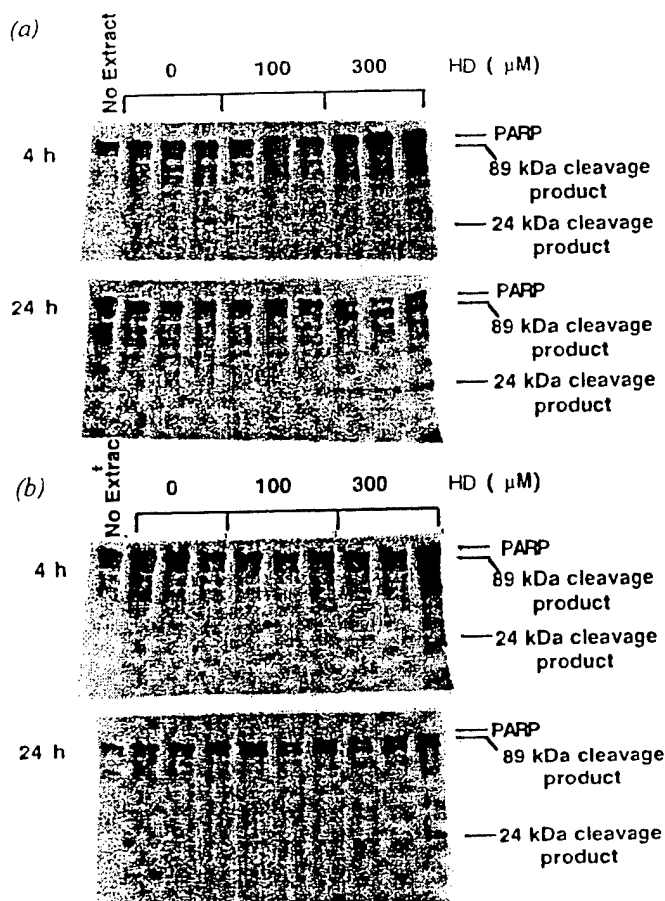 (a)
No Extract
0 100 300 HD ( μM)
4 h
PARP
89 kDa cleavage
product
24 kDa cleavage
product
24 h
PARP
89 kDa cleavage
product
24 kDa cleavage
product
(b)
No Extract
0 100 300 HD ( μM)
4 h
PARP
89 kDa cleavage
product
24 kDa cleavage
product
24 h
PARP
89 kDa cleavage
product
24 kDa cleavage
product